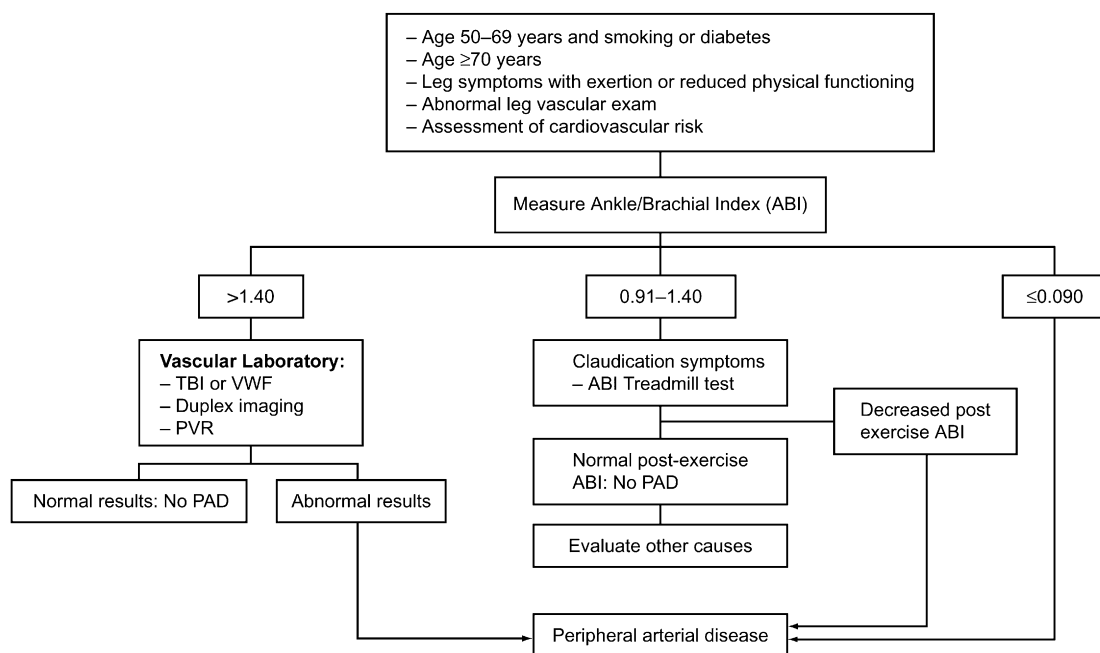 – Age 50–69 years and smoking or diabetes
– Age ≥70 years
– Leg symptoms with exertion or reduced physical functioning
– Abnormal leg vascular exam
– Assessment of cardiovascular risk
Measure Ankle/Brachial Index (ABI)
>1.40
0.91–1.40
≤0.090
Vascular Laboratory:
– TBI or VWF
– Duplex imaging
– PVR
Claudication symptoms
– ABI Treadmill test
Decreased post
exercise ABI
Normal results: No PAD
Abnormal results
Normal post-exercise
ABI: No PAD
Evaluate other causes
Peripheral arterial disease